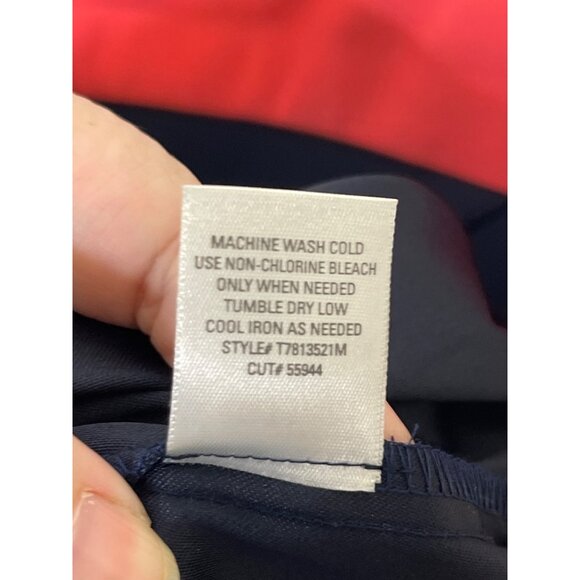 MACHINE WASH COLD
USE NON-CHLORINE BLEACH
ONLY WHEN NEEDED
TUMBLE DRY LOW
COOL IRON AS NEEDED
STYLE# T7813521M
CUT# 55944